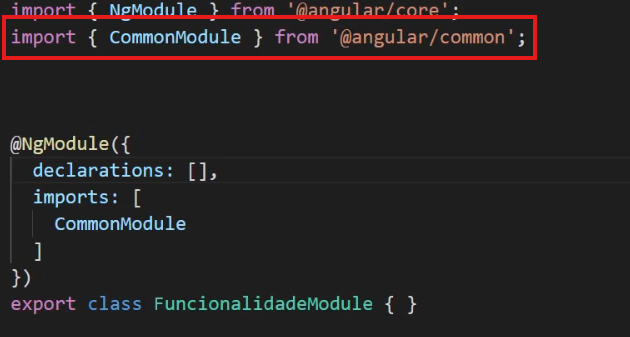 import { NgModule } from '@angular/core';
import { CommonModule } from '@angular/common';
@NgModule({
declarations: [],
imports: [
CommonModule
]
})
export class FuncionalidadeModule { }